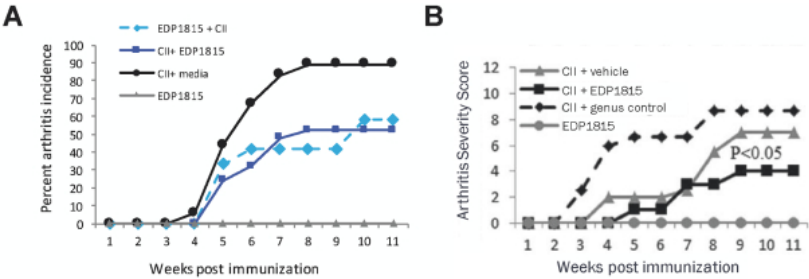 A
EDP1815 + CII
CII+ EDP1815
CII+ media
EDP1815
Percent arthritis incidence
100
90
80
70
60
50
40
30
20
10
0
1 2 3 4 5 6 7 8 9 10 11
Weeks post immunization
B
CII + vehicle
CII + EDP1815
CII + genus control
EDP1815
Arthritis Severity Score
12
10
8
6
4
2
0
P<0.05
1 2 3 4 5 6 7 8 9 10 11
Weeks post immunization